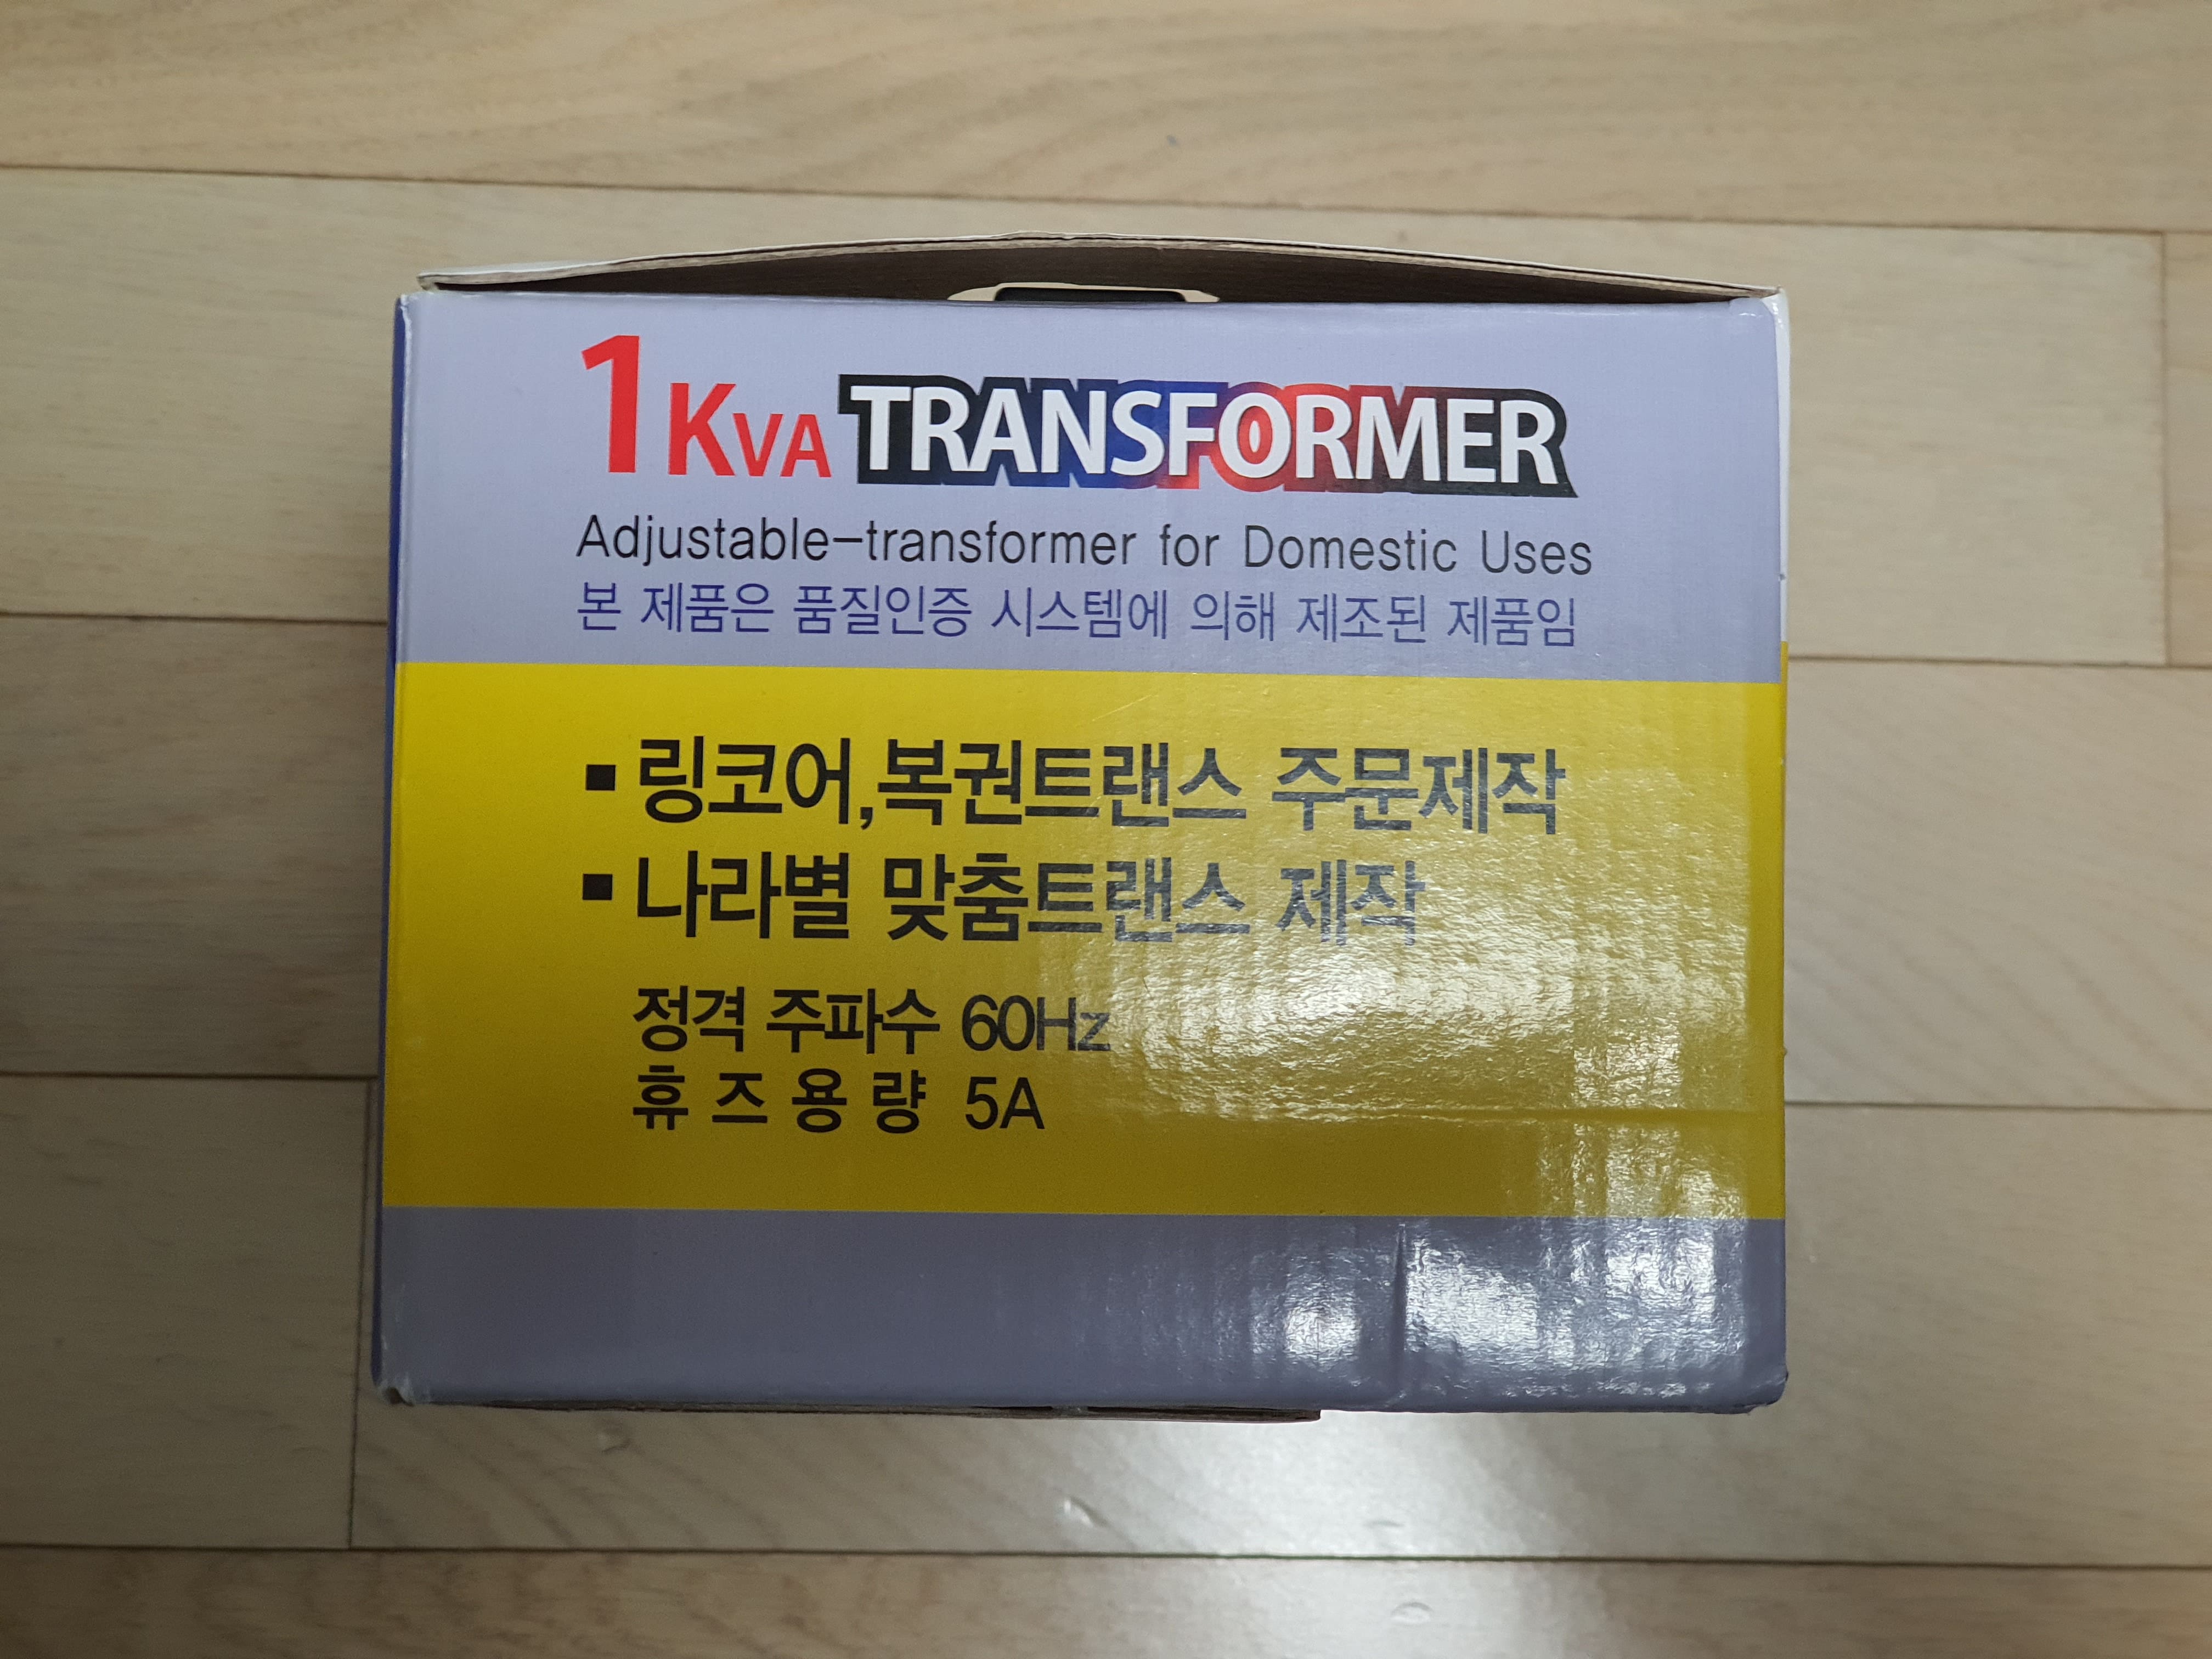 1KVA TRANSFORMER
Adjustable-transformer for Domestic Uses
본 제품은 품질인증 시스템에 의해 제조된 제품임
▪ 링코어,복권트랜스 주문제작
▪ 나라별 맞춤트랜스 제작
정격 주파수 60Hz
휴즈용량 5A